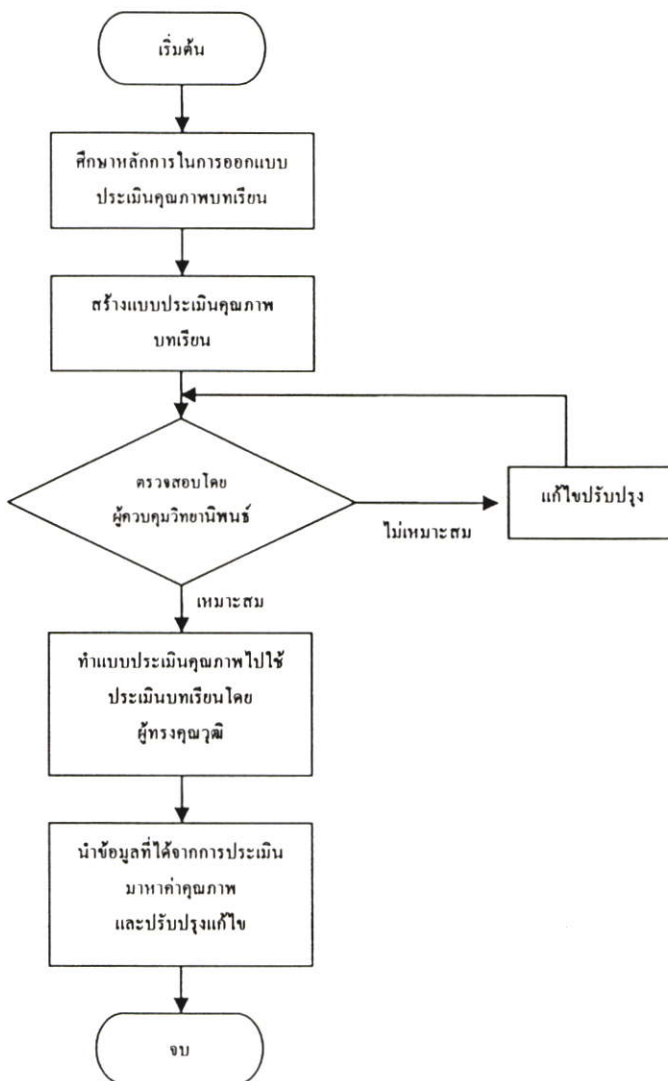 เริ่มต้น
ศึกษาหลักการในการออกแบบ
ประเมินคุณภาพบทเรียน
สร้างแบบประเมินคุณภาพ
บทเรียน
ตรวจสอบโดย
ผู้ควบคุมวิทยานิพนธ์
ไม่เหมาะสม
แก้ไขปรับปรุง
เหมาะสม
ทำแบบประเมินคุณภาพไปใช้
ประเมินบทเรียนโดย
ผู้ทรงคุณวุฒิ
นำข้อมูลที่ได้จากการประเมิน
มาหาค่าคุณภาพ
และปรับปรุงแก้ไข
จบ